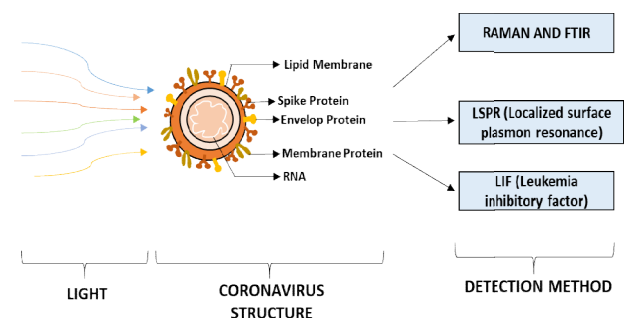 Lipid Membrane
Spike Protein
Envelop Protein
Membrane Protein
RNA
RAMAN AND FTIR
LSPR (Localized surface
plasmon resonance)
LIF (Leukemia
inhibitory factor)
LIGHT
CORONAVIRUS
STRUCTURE
DETECTION METHOD